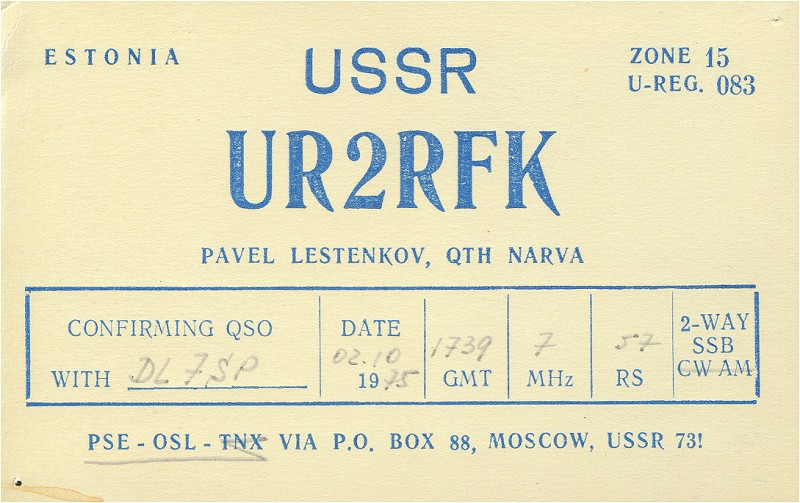 ESTONIA
USSR
ZONE 15
U-REG. 083
UR2RFK
PAVEL LESTENKOV, QTH NARVA
CONFIRMING QSO
WITH DL7SP
DATE
02.10
1975
1739
GMT
7
MHz
57
RS
2-WAY
SSB
CW AM
PSE - QSL - TNX VIA P.O. BOX 88, MOSCOW, USSR 73!